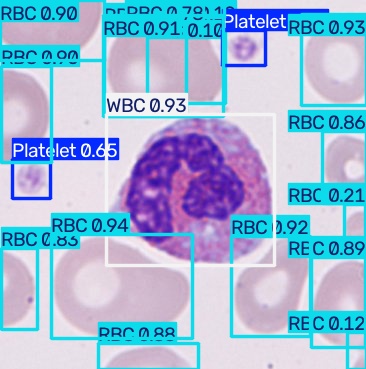 RBC 0.90
RBC 0.91
0.10
Platelet
RBC 0.93
RBC 0.90
WBC 0.93
RBC 0.86
Platelet 0.65
RBC 0.21
RBC 0.94
RBC 0.92
RBC 0.83
RBC 0.89
RBC 0.88
0.12